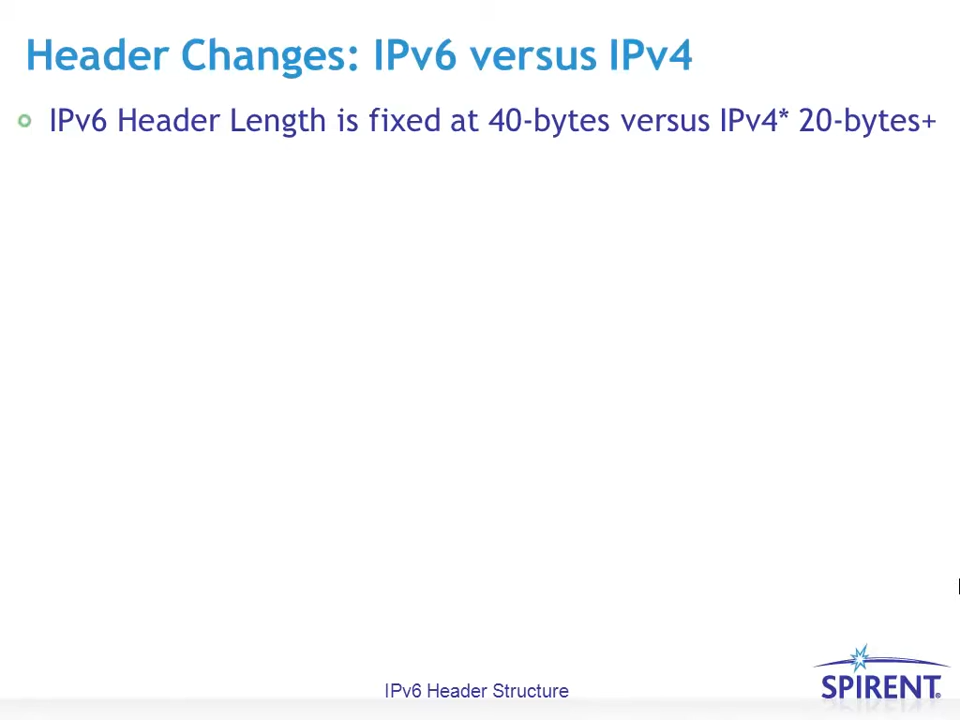 Header Changes: IPv6 versus IPv4
IPv6 Header Length is fixed at 40-bytes versus IPv4* 20-bytes+
IPv6 Header Structure
SPIRENT®